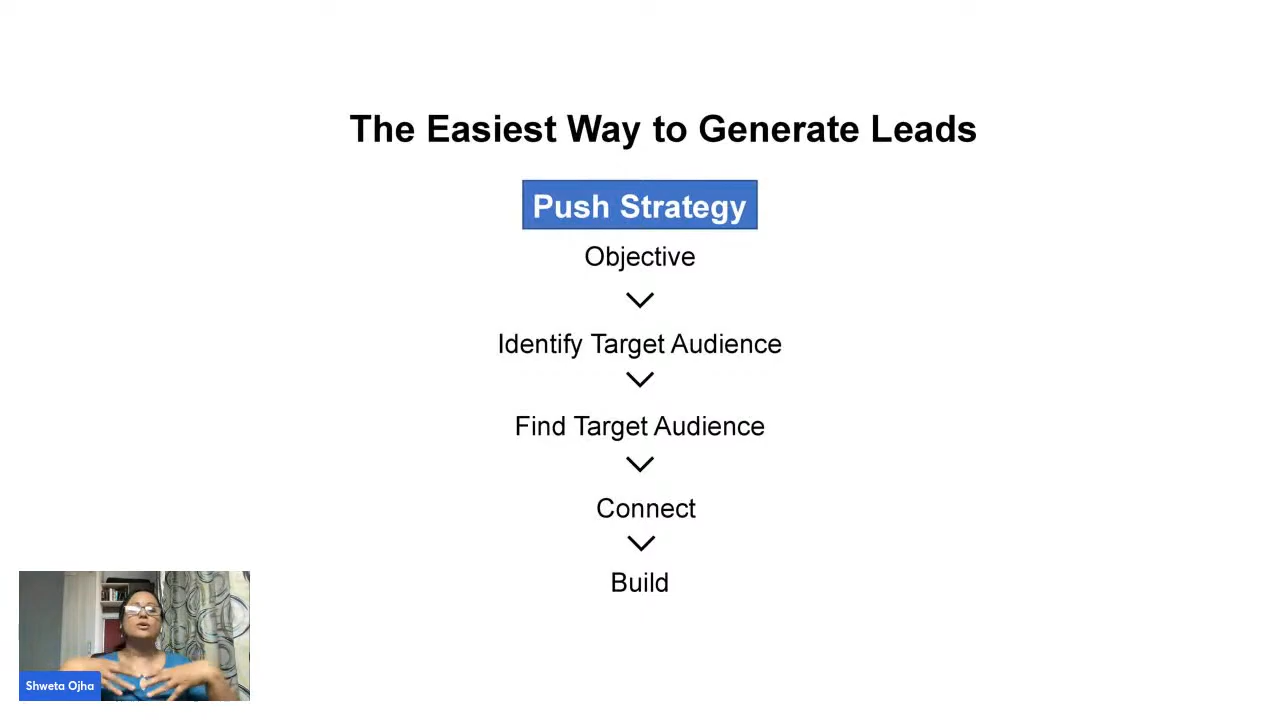 The Easiest Way to Generate Leads
Push Strategy
Objective
Identify Target Audience
Find Target Audience
Connect
Build
Shweta Ojha